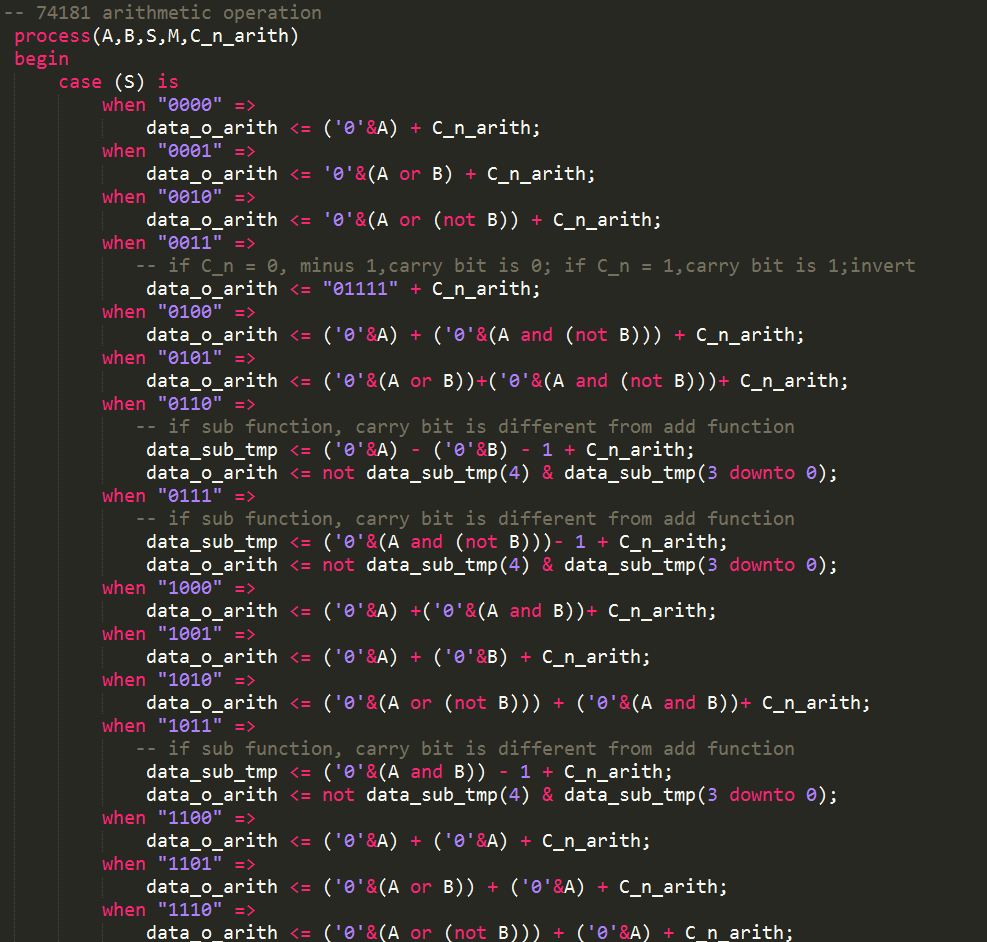 -- 74181 arithmetic operation
process(A,B,S,M,C_n_arith)
begin
case (S) is
when "0000" =>
data_o_arith <= ('0'&A) + C_n_arith;
when "0001" =>
data_o_arith <= '0'&(A or B) + C_n_arith;
when "0010" =>
data_o_arith <= '0'&(A or (not B)) + C_n_arith;
when "0011" =>
-- if C_n = 0, minus 1,carry bit is 0; if C_n = 1,carry bit is 1;invert
data_o_arith <= "01111" + C_n_arith;
when "0100" =>
data_o_arith <= ('0'&A) + ('0'&(A and (not B))) + C_n_arith;
when "0101" =>
data_o_arith <= ('0'&(A or B))+('0'&(A and (not B)))+ C_n_arith;
when "0110" =>
-- if sub function, carry bit is different from add function
data_sub_tmp <= ('0'&A) - ('0'&B) - 1 + C_n_arith;
data_o_arith <= not data_sub_tmp(4) & data_sub_tmp(3 downto 0);
when "0111" =>
-- if sub function, carry bit is different from add function
data_sub_tmp <= ('0'&(A and (not B)))- 1 + C_n_arith;
data_o_arith <= not data_sub_tmp(4) & data_sub_tmp(3 downto 0);
when "1000" =>
data_o_arith <= ('0'&A) +('0'&(A and B))+ C_n_arith;
when "1001" =>
data_o_arith <= ('0'&A) + ('0'&B) + C_n_arith;
when "1010" =>
data_o_arith <= ('0'&(A or (not B))) + ('0'&(A and B))+ C_n_arith;
when "1011" =>
-- if sub function, carry bit is different from add function
data_sub_tmp <= ('0'&(A and B)) - 1 + C_n_arith;
data_o_arith <= not data_sub_tmp(4) & data_sub_tmp(3 downto 0);
when "1100" =>
data_o_arith <= ('0'&A) + ('0'&A) + C_n_arith;
when "1101" =>
data_o_arith <= ('0'&(A or B)) + ('0'&A) + C_n_arith;
when "1110" =>
data_o_arith <= ('0'&(A or (not B))) + ('0'&A) + C_n_arith;